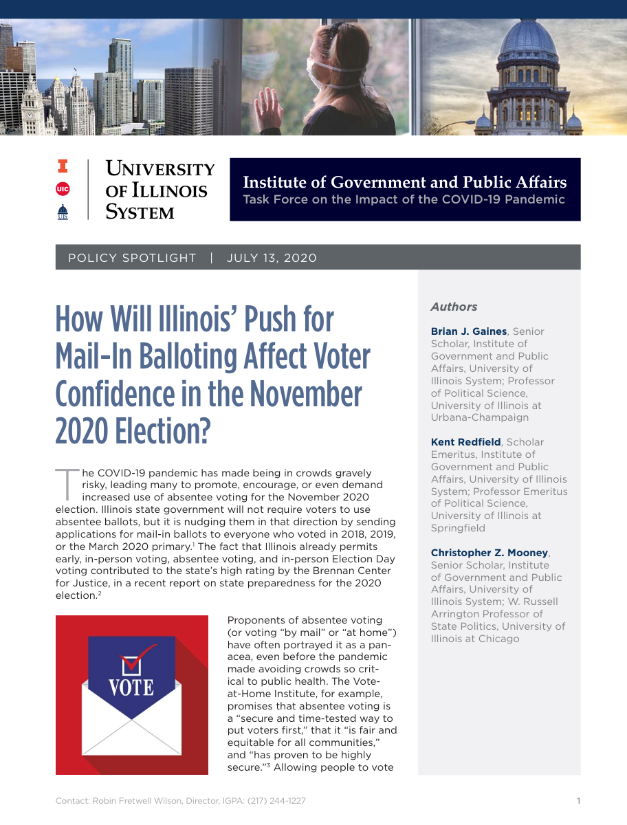 UNIVERSITY
OF ILLINOIS
SYSTEM
UIC
Institute of Government and Public Affairs
Task Force on the Impact of the COVID-19 Pandemic
POLICY SPOTLIGHT | JULY 13, 2020
How Will Illinois’ Push for
Mail-In Balloting Affect Voter
Confidence in the November
2020 Election?
The COVID-19 pandemic has made being in crowds gravely
risky, leading many to promote, encourage, or even demand
increased use of absentee voting for the November 2020
election. Illinois state government will not require voters to use
absentee ballots, but it is nudging them in that direction by sending
applications for mail-in ballots to everyone who voted in 2018, 2019,
or the March 2020 primary.1 The fact that Illinois already permits
early, in-person voting, absentee voting, and in-person Election Day
voting contributed to the state’s high rating by the Brennan Center
for Justice, in a recent report on state preparedness for the 2020
election.2
VOTE
Proponents of absentee voting
(or voting “by mail” or “at home”)
have often portrayed it as a pan-
acea, even before the pandemic
made avoiding crowds so crit-
ical to public health. The Vote-
at-Home Institute, for example,
promises that absentee voting is
a “secure and time-tested way to
put voters first,” that it “is fair and
equitable for all communities,”
and “has proven to be highly
secure.”3 Allowing people to vote
Authors
Brian J. Gaines, Senior
Scholar, Institute of
Government and Public
Affairs, University of
Illinois System; Professor
of Political Science,
University of Illinois at
Urbana-Champaign
Kent Redfield, Scholar
Emeritus, Institute of
Government and Public
Affairs, University of Illinois
System; Professor Emeritus
of Political Science,
University of Illinois at
Springfield
Christopher Z. Mooney,
Senior Scholar, Institute
of Government and Public
Affairs, University of
Illinois System; W. Russell
Arrington Professor of
State Politics, University of
Illinois at Chicago
Contact: Robin Fretwell Wilson, Director, IGPA: (217) 244-1227
1